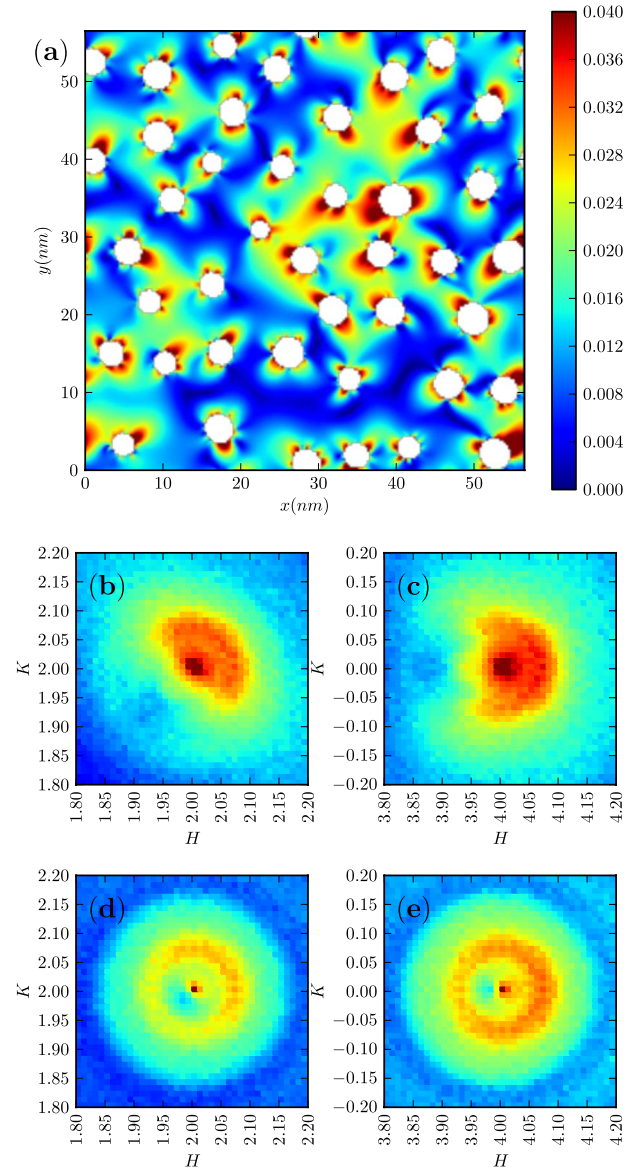 (a)
50
40
30
20
10
0
y(nm)
0 10 20 30 40 50
x(nm)
0.040
0.036
0.032
0.028
0.024
0.020
0.016
0.012
0.008
0.004
0.000
(b)
2.20
2.15
2.10
2.05
2.00
1.95
1.90
1.85
1.80
K
1.80 1.85 1.90 1.95 2.00 2.05 2.10 2.15 2.20
H
(c)
0.20
0.15
0.10
0.05
0.00
−0.05
−0.10
−0.15
−0.20
K
3.80 3.85 3.90 3.95 4.00 4.05 4.10 4.15 4.20
H
(d)
2.20
2.15
2.10
2.05
2.00
1.95
1.90
1.85
1.80
K
1.80 1.85 1.90 1.95 2.00 2.05 2.10 2.15 2.20
H
(e)
0.20
0.15
0.10
0.05
0.00
−0.05
−0.10
−0.15
−0.20
K
3.80 3.85 3.90 3.95 4.00 4.05 4.10 4.15 4.20
H